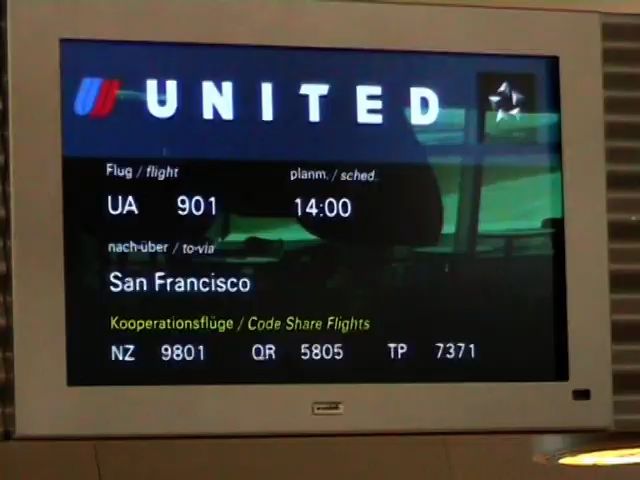 UNITED
Flug / flight planm. / sched.
UA 901 14:00
nach-über / to-via
San Francisco
Kooperationsflüge / Code Share Flights
NZ 9801 QR 5805 TP 7371